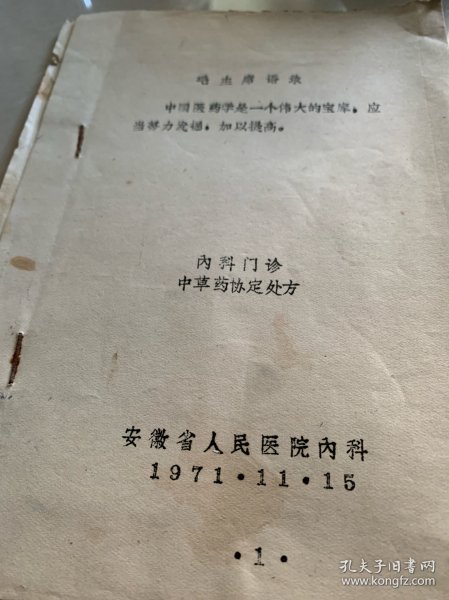 毛主席语录
中国医药学是一个伟大的宝库，应
当努力发掘，加以提高。
内科门诊
中草药协定处方
安徽省人民医院内科
1971·11·15
·1·
孔夫子旧书网
www.kongfz.com